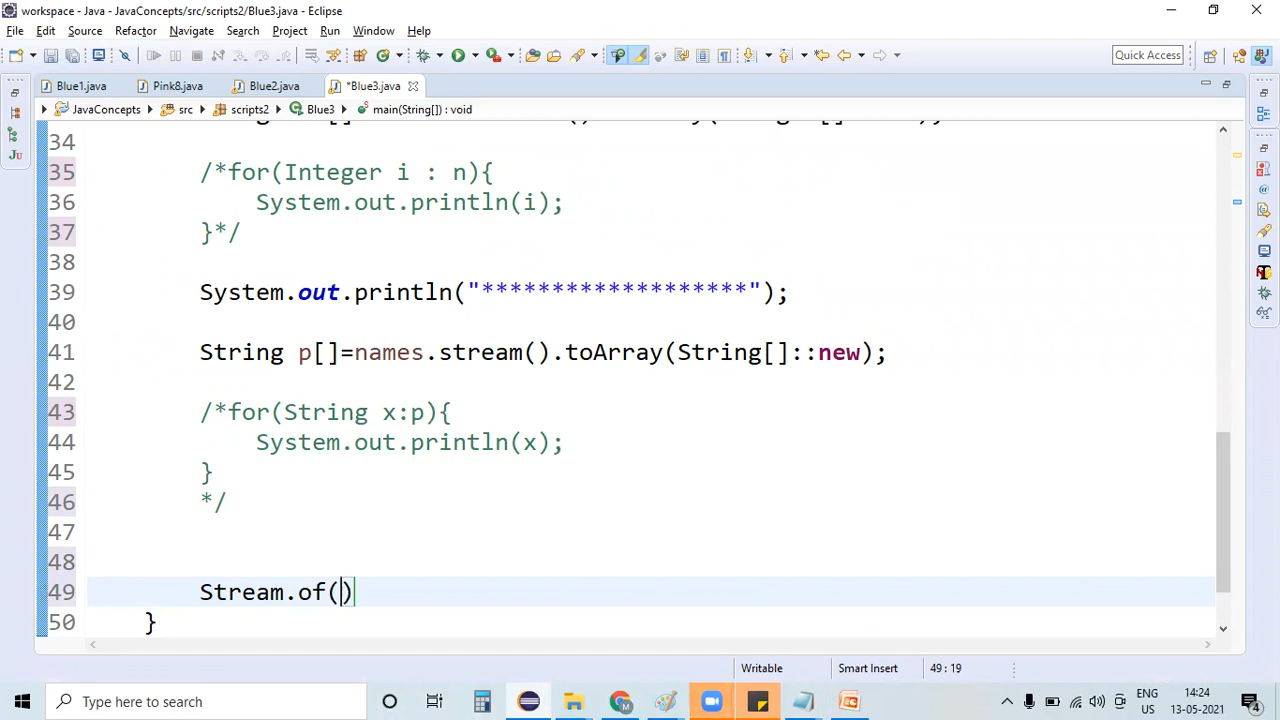 workspace - Java - JavaConcepts/src/scripts2/Blue3.java - Eclipse
File Edit Source Refactor Navigate Search Project Run Window Help
Quick Access
Blue1.java Pink8.java Blue2.java *Blue3.java
JavaConcepts src scripts2 Blue3 main(String[]) : void
34
35 /*for(Integer i : n){
36 System.out.println(i);
37 }*/
38
39 System.out.println("*******************");
40
41 String p[]=names.stream().toArray(String[]::new);
42
43 /*for(String x:p){
44 System.out.println(x);
45 }
46 */
47
48
49 Stream.of()
50 }
Writable Smart Insert 49 : 19
Type here to search
ENG
US
14:24
13-05-2021
4